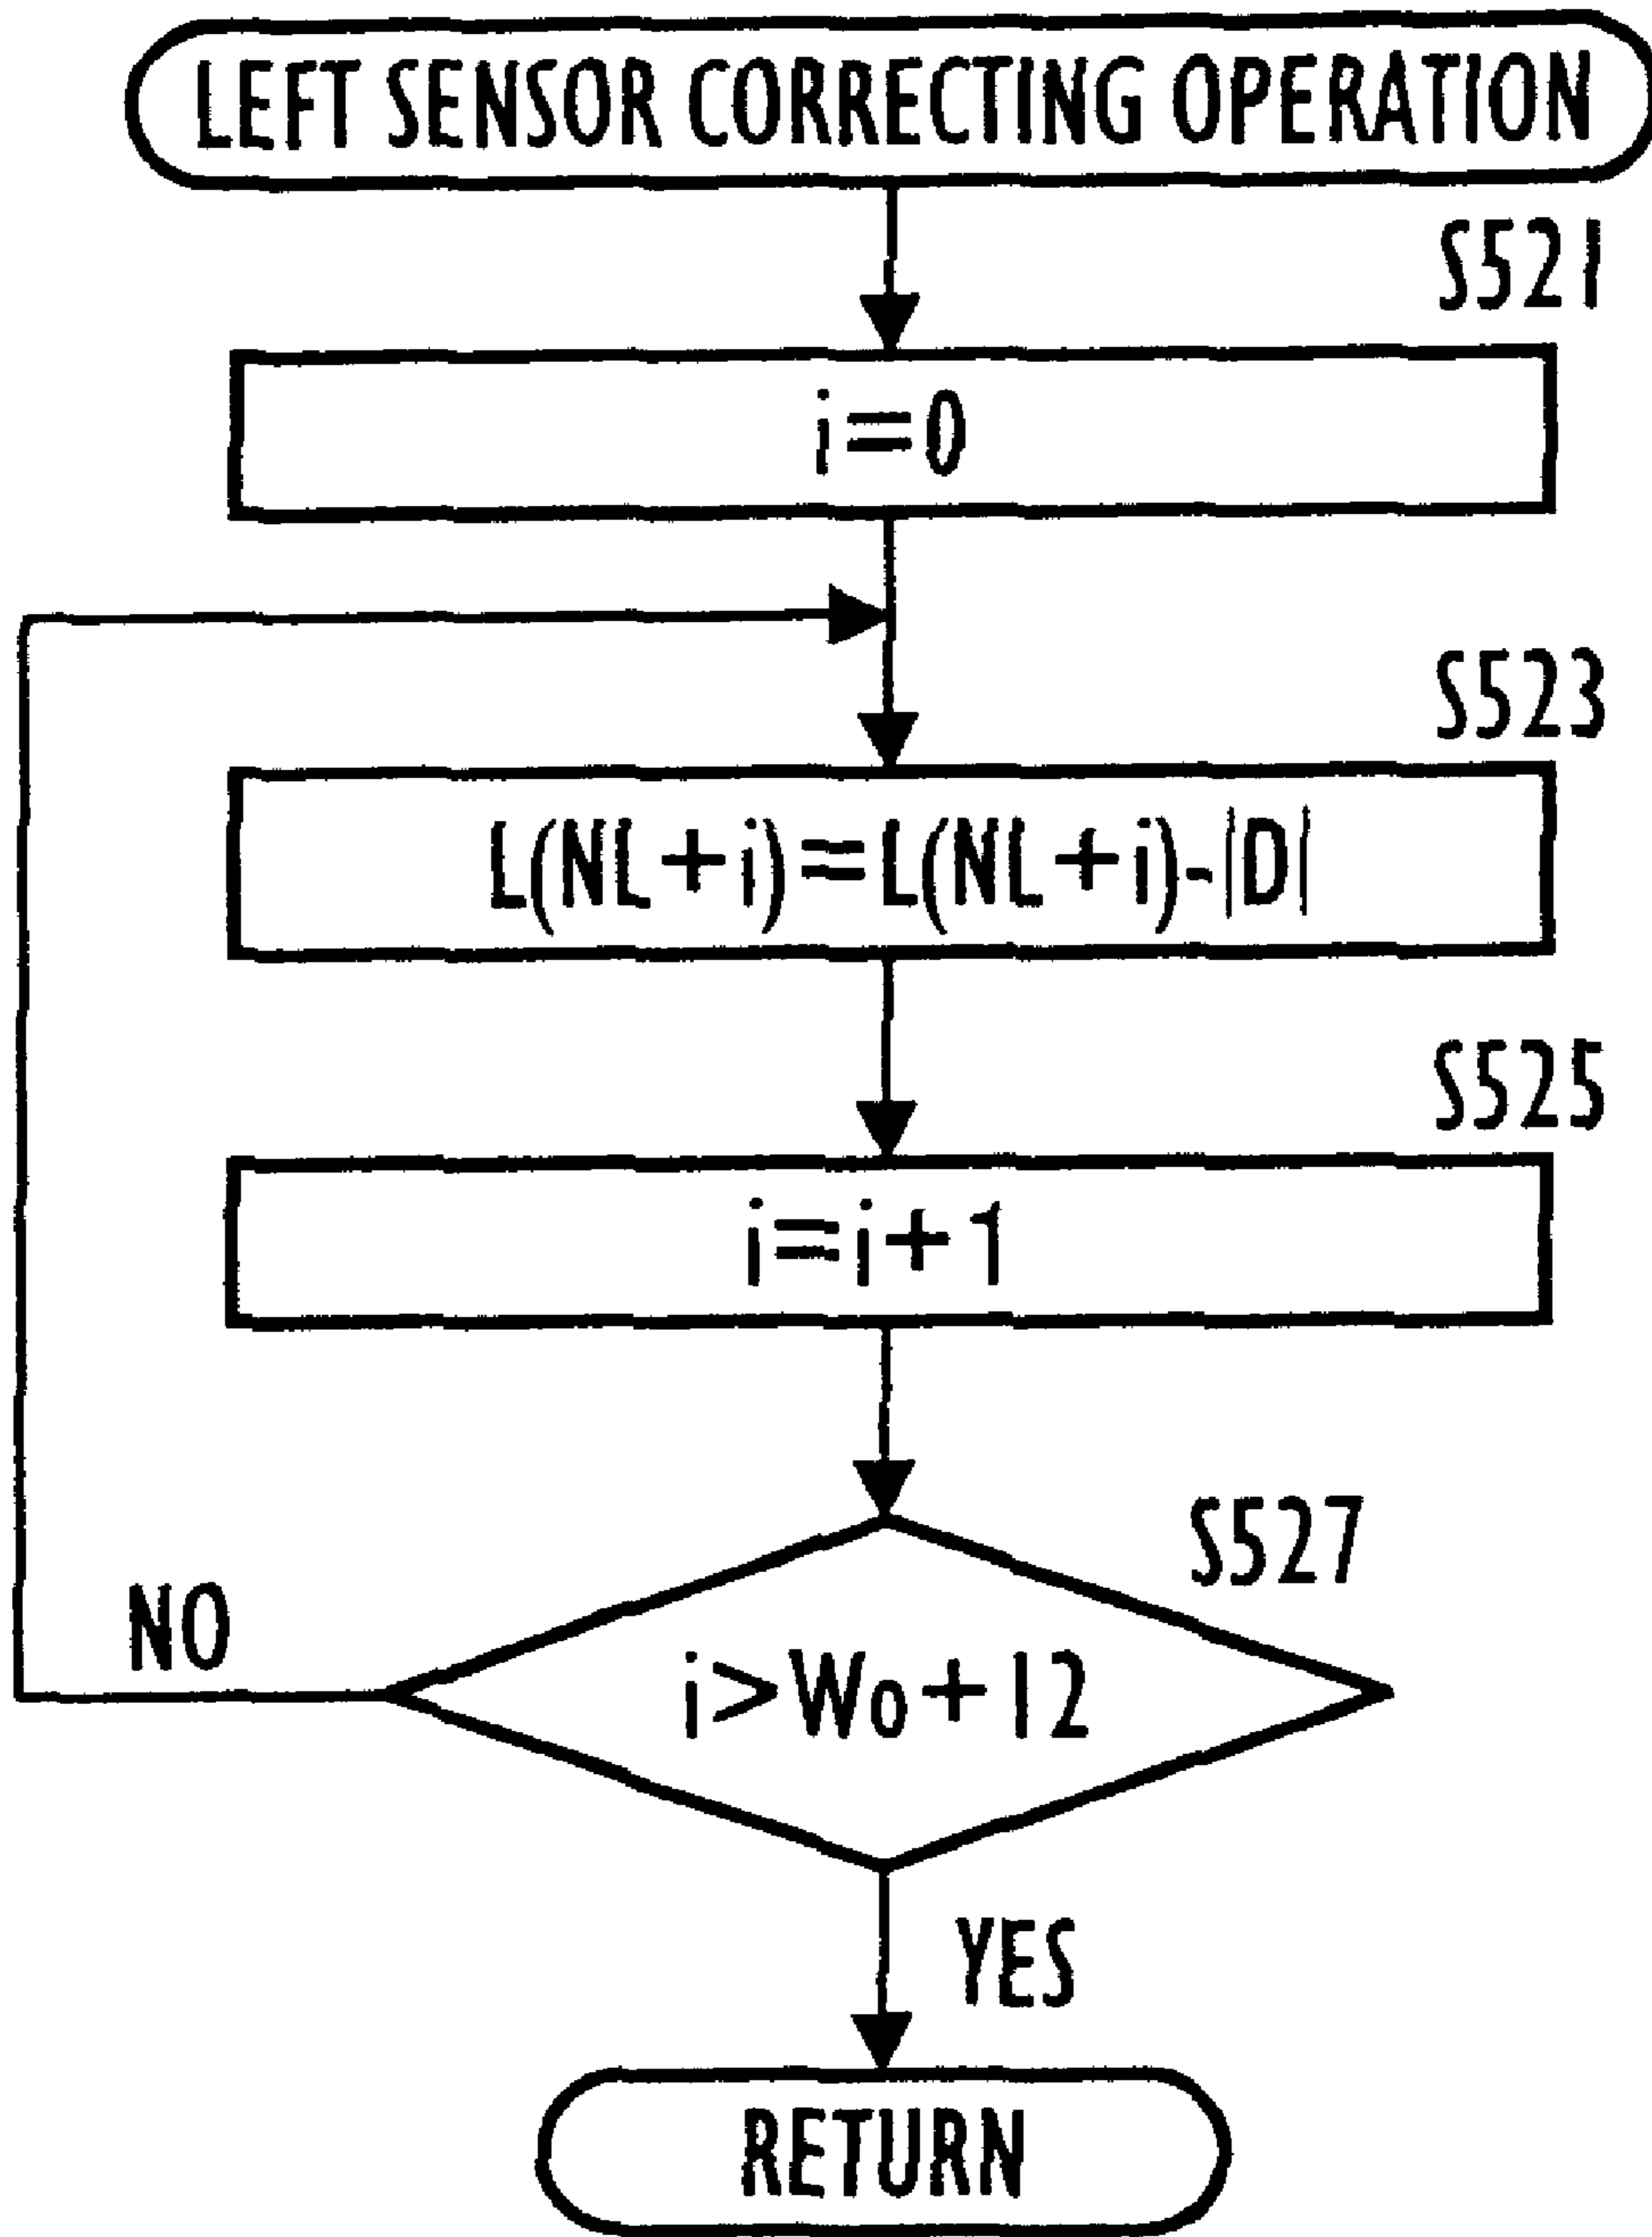 LEFT SENSOR CORRECTING OPERATION
S521
i=0
S523
L(NL+i)=L(NL+i)-|D|
S525
i=i+1
S527
NO
i>Wo+12
YES
RETURN